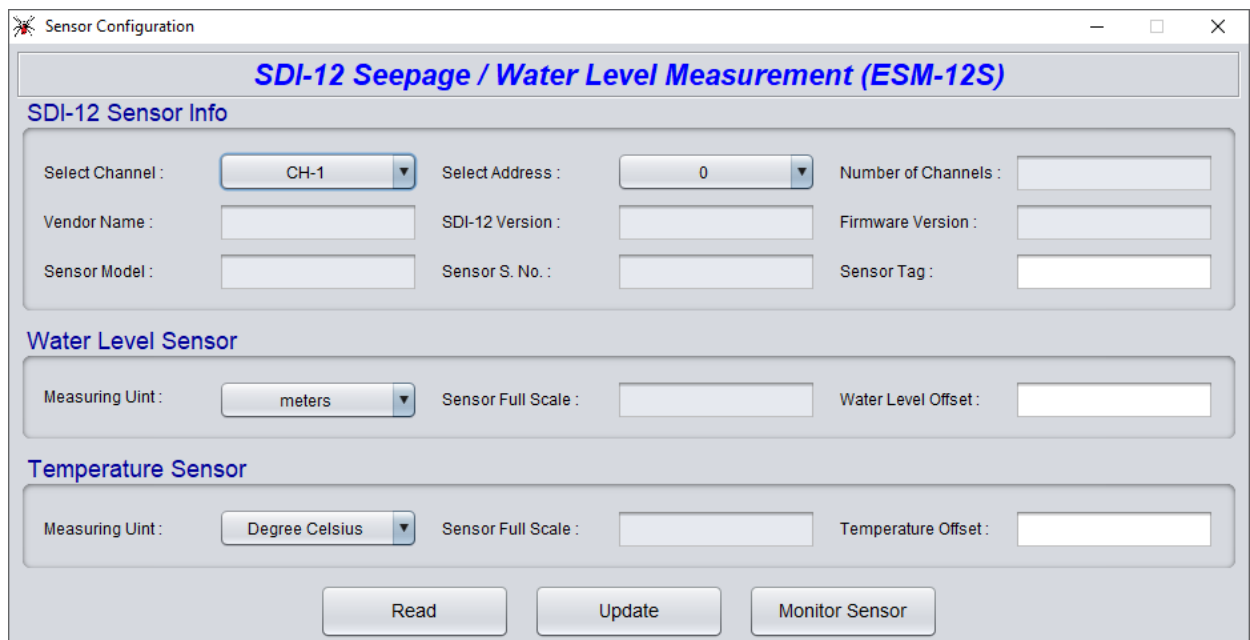 Sensor Configuration
SDI-12 Seepage / Water Level Measurement (ESM-12S)
SDI-12 Sensor Info
Select Channel : CH-1 Select Address : 0 Number of Channels :
Vendor Name : SDI-12 Version : Firmware Version :
Sensor Model : Sensor S. No. : Sensor Tag :
Water Level Sensor
Measuring Uint : meters Sensor Full Scale : Water Level Offset :
Temperature Sensor
Measuring Uint : Degree Celsius Sensor Full Scale : Temperature Offset :
Read Update Monitor Sensor